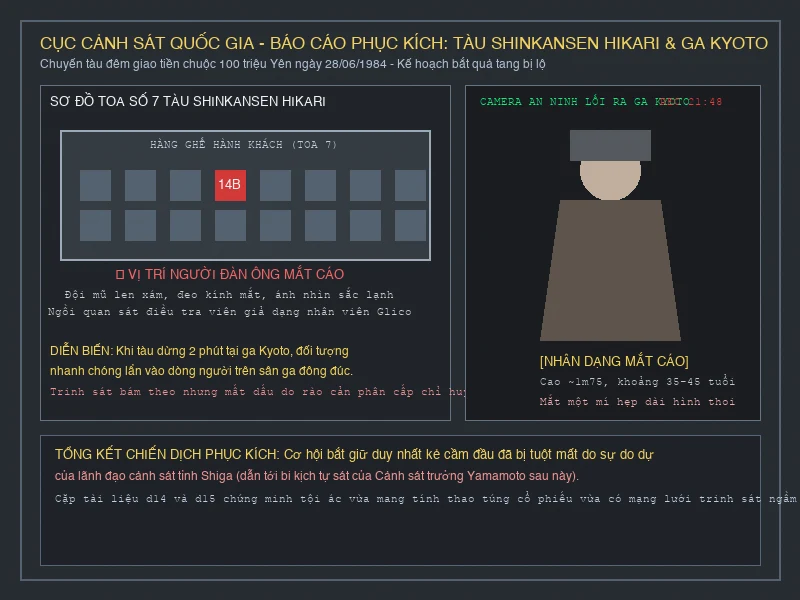 CỤC CẢNH SÁT QUỐC GIA - BÁO CÁO PHỤC KÍCH: TÀU SHINKANSEN HIKARI & GA KYOTO
Chuyến tàu đêm giao tiền chuộc 100 triệu Yên ngày 28/06/1984 - Kế hoạch bắt quả tang bị lộ
SƠ ĐỒ TOA SỐ 7 TÀU SHINKANSEN HIKARI
HÀNG GHẾ HÀNH KHÁCH (TOA 7)
14B
VỊ TRÍ NGƯỜI ĐÀN ÔNG MẮT CÁO
Đội mũ len xám, đeo kính mắt, ánh nhìn sắc lạnh
Ngồi quan sát điều tra viên giả dạng nhân viên Glico
DIỄN BIẾN: Khi tàu dừng 2 phút tại ga Kyoto, đối tượng
nhanh chóng lẩn vào dòng người trên sân ga đông đúc.
Trinh sát bám theo nhưng mất dấu do rào cản phân cấp chỉ huy
CAMERA AN NINH LỐI RA GA KYOTO
21:48
[NHÂN DẠNG MẮT CÁO]
Cao ~1m75, khoảng 35-45 tuổi
Mắt một mí hẹp dài hình thoi
TỔNG KẾT CHIẾN DỊCH PHỤC KÍCH: Cơ hội bắt giữ duy nhất kẻ cầm đầu đã bị tuột mất do sự do dự
của lãnh đạo cảnh sát tỉnh Shiga (dẫn tới bi kịch tự sát của Cảnh sát trưởng Yamamoto sau này).
Cặp tài liệu d14 và d15 chứng minh tội ác vừa mang tính thao túng cổ phiếu vừa có mạng lưới trinh sát ngầm